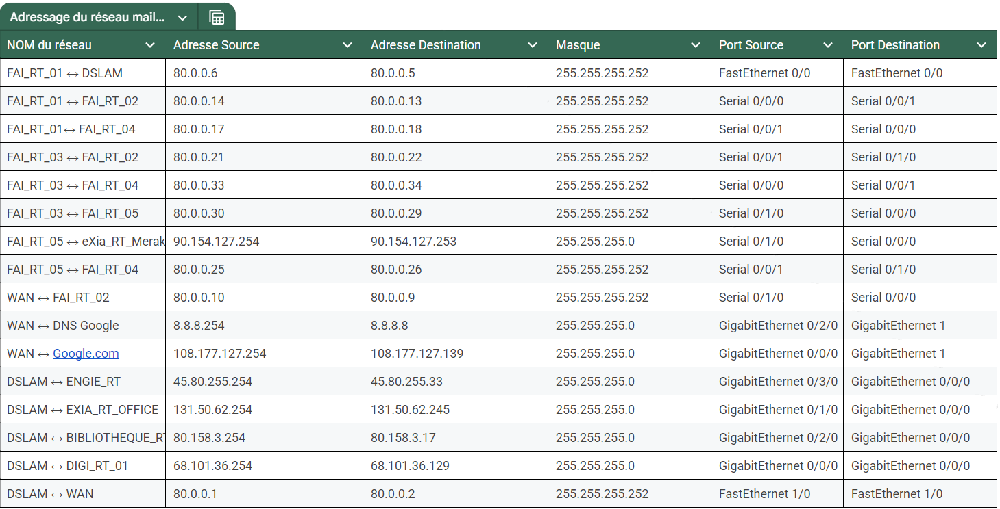 Adressage du réseau mail...
NOM du réseau Adresse Source Adresse Destination Masque Port Source Port Destination
FAI_RT_01 ↔ DSLAM 80.0.0.6 80.0.0.5 255.255.255.252 FastEthernet 0/0 FastEthernet 0/0
FAI_RT_01 ↔ FAI_RT_02 80.0.0.14 80.0.0.13 255.255.255.252 Serial 0/0/0 Serial 0/0/1
FAI_RT_01↔ FAI_RT_04 80.0.0.17 80.0.0.18 255.255.255.252 Serial 0/0/1 Serial 0/0/0
FAI_RT_03 ↔ FAI_RT_02 80.0.0.21 80.0.0.22 255.255.255.252 Serial 0/0/1 Serial 0/1/0
FAI_RT_03 ↔ FAI_RT_04 80.0.0.33 80.0.0.34 255.255.255.252 Serial 0/0/0 Serial 0/0/1
FAI_RT_03 ↔ FAI_RT_05 80.0.0.30 80.0.0.29 255.255.255.252 Serial 0/1/0 Serial 0/0/0
FAI_RT_05 ↔ eXia_RT_Merak 90.154.127.254 90.154.127.253 255.255.255.0 Serial 0/1/0 Serial 0/0/0
FAI_RT_05 ↔ FAI_RT_04 80.0.0.25 80.0.0.26 255.255.255.252 Serial 0/0/1 Serial 0/1/0
WAN ↔ FAI_RT_02 80.0.0.10 80.0.0.9 255.255.255.252 Serial 0/1/0 Serial 0/0/0
WAN ↔ DNS Google 8.8.8.254 8.8.8.8 255.255.255.0 GigabitEthernet 0/2/0 GigabitEthernet 1
WAN ↔ Google.com 108.177.127.254 108.177.127.139 255.255.255.0 GigabitEthernet 0/0/0 GigabitEthernet 1
DSLAM ↔ ENGIE_RT 45.80.255.254 45.80.255.33 255.255.255.0 GigabitEthernet 0/3/0 GigabitEthernet 0/0/0
DSLAM ↔ EXIA_RT_OFFICE 131.50.62.254 131.50.62.245 255.255.255.0 GigabitEthernet 0/1/0 GigabitEthernet 0/0/0
DSLAM ↔ BIBLIOTHEQUE_RT 80.158.3.254 80.158.3.17 255.255.255.0 GigabitEthernet 0/2/0 GigabitEthernet 0/0/0
DSLAM ↔ DIGI_RT_01 68.101.36.254 68.101.36.129 255.255.255.0 GigabitEthernet 0/0/0 GigabitEthernet 0/0/0
DSLAM ↔ WAN 80.0.0.1 80.0.0.2 255.255.255.252 FastEthernet 1/0 FastEthernet 1/0